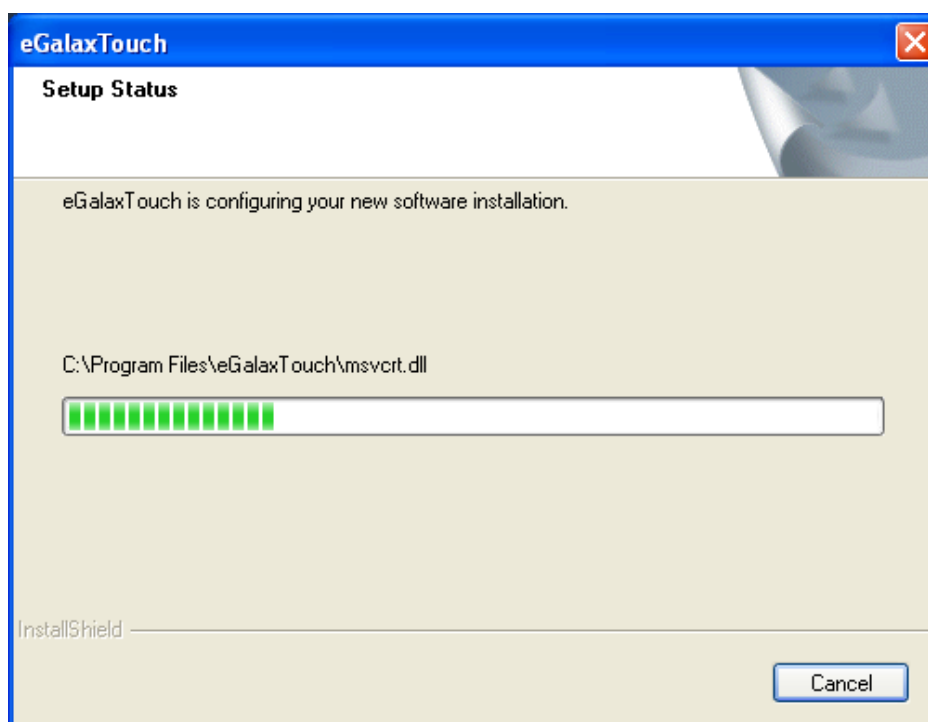 eGalaxTouch
Setup Status
eGalaxTouch is configuring your new software installation.
C:\Program Files\eGalaxTouch\msvcrt.dll
InstallShield
Cancel